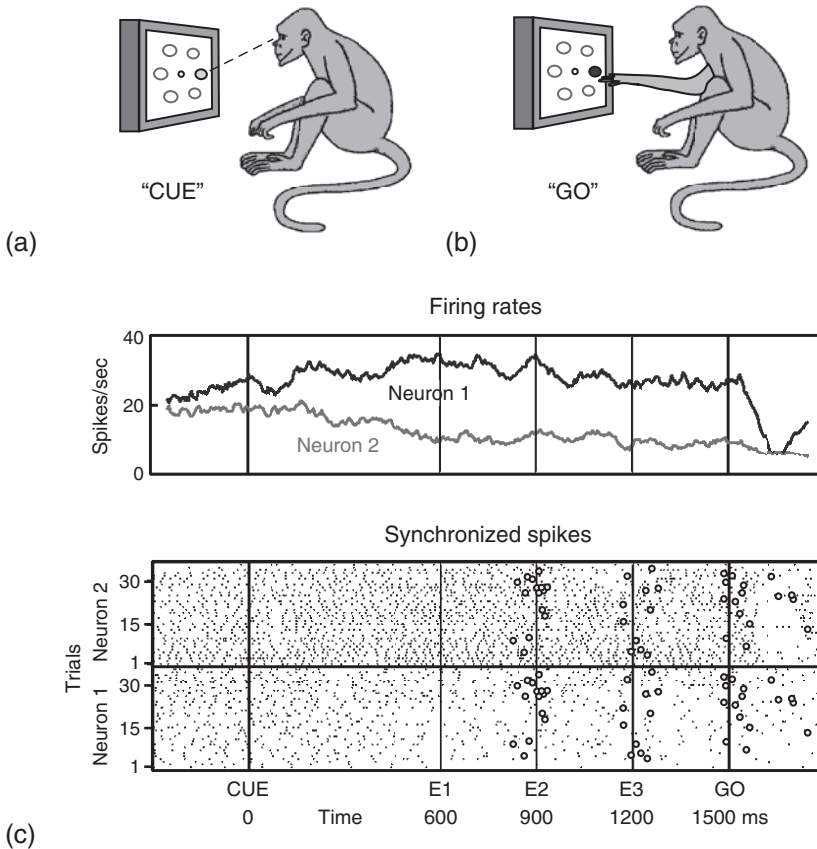 “CUE”
“GO”
(a)
(b)
Firing rates
Spikes/sec
40
20
0
Neuron 1
Neuron 2
Synchronized spikes
Trials
Neuron 2
30
15
1
Neuron 1
30
15
1
CUE E1 E2 E3 GO
0 Time 600 900 1200 1500 ms
(c)